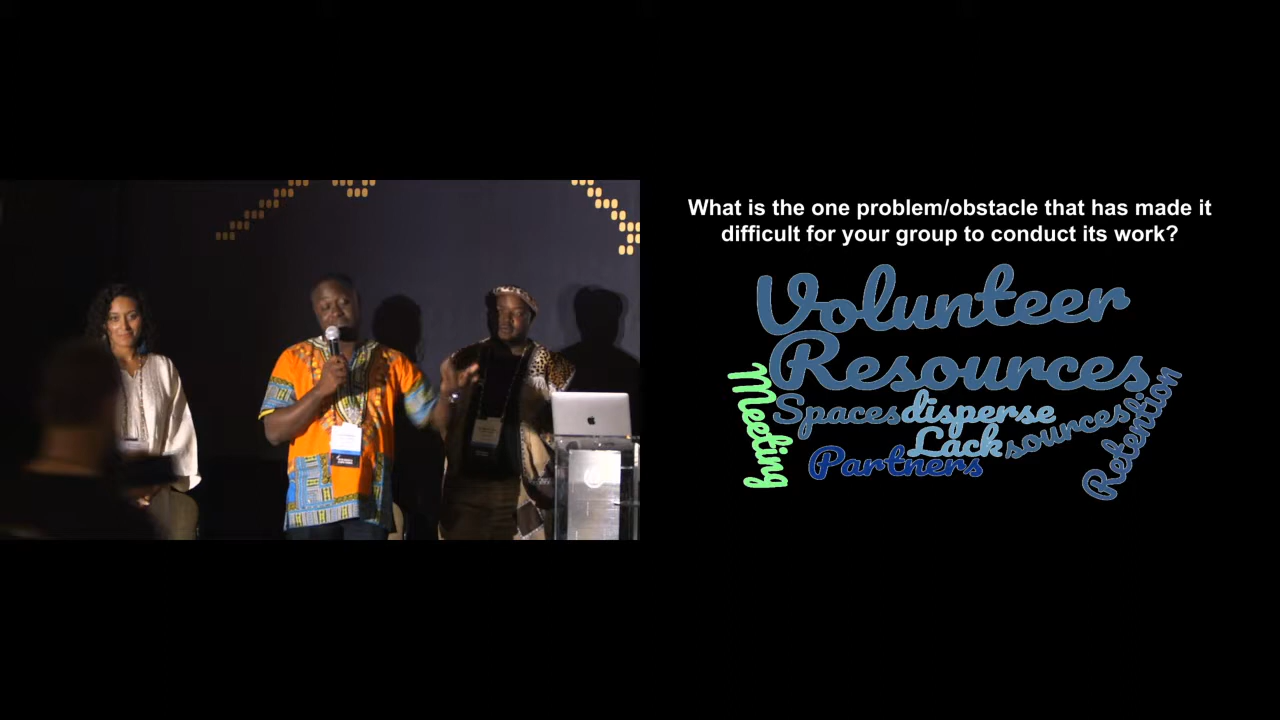 What is the one problem/obstacle that has made it
difficult for your group to conduct its work?
Volunteer
Resources
Meeting
Spaces disperse
Lack sources
Partners
Retention